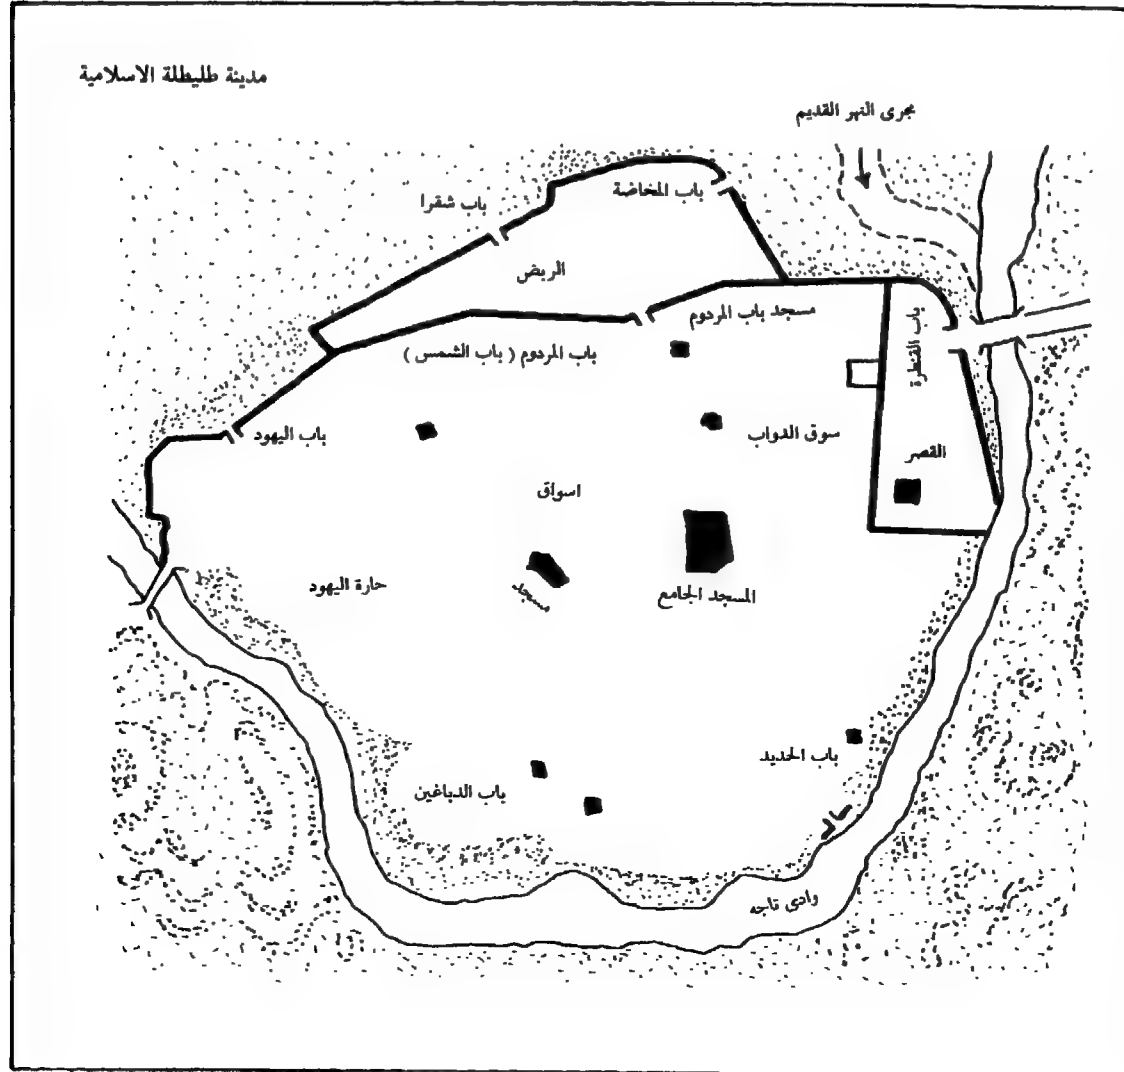 مدينة طليطلة الاسلامية
مجرى النهر القديم
باب المخاضة
باب شقرا
الربض
مسجد باب المردوم
باب القنطرة
باب المردوم ( باب الشمس )
باب اليهود
سوق الدواب
القصر
اسواق
حارة اليهود
مسجد
المسجد الجامع
باب الحديد
باب الدباغين
وادى تاجه